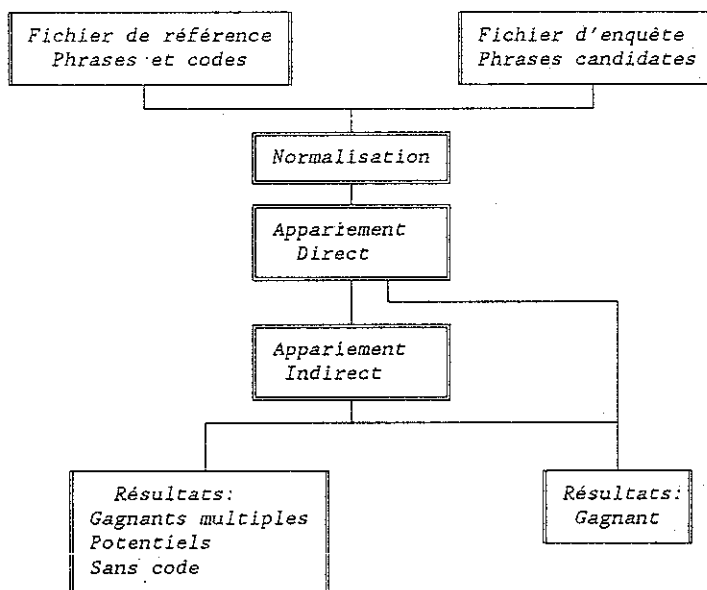 Fichier de référence
Phrases et codes
Fichier d'enquête
Phrases candidates
Normalisation
Appariement
Direct
Appariement
Indirect
Résultats:
Gagnants multiples
Potentiels
Sans code
Résultats:
Gagnant